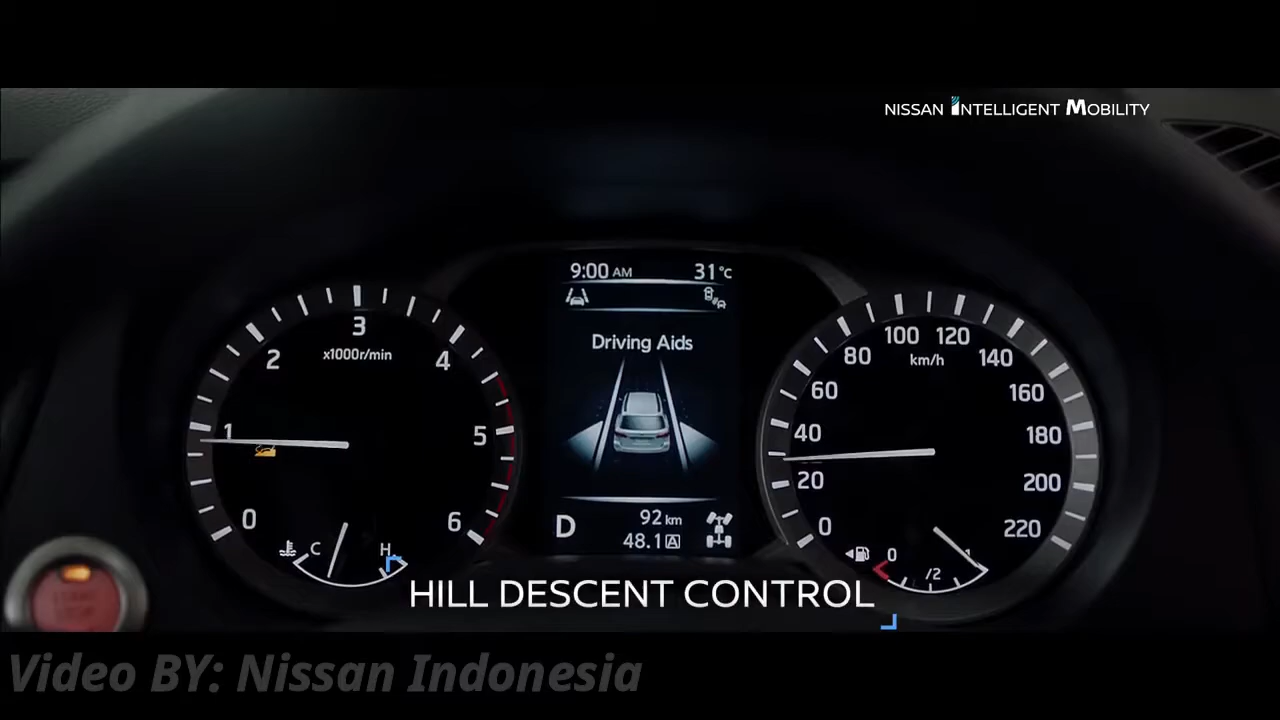 NISSAN INTELLIGENT MOBILITY
9:00 AM 31°C
Driving Aids
D 92 km
48.1 A
0
1
2
3
4
5
6
x1000r/min
C H
0
20
40
60
80
100
120
140
160
180
200
220
km/h
0 /2 1
HILL DESCENT CONTROL
Video BY: Nissan Indonesia